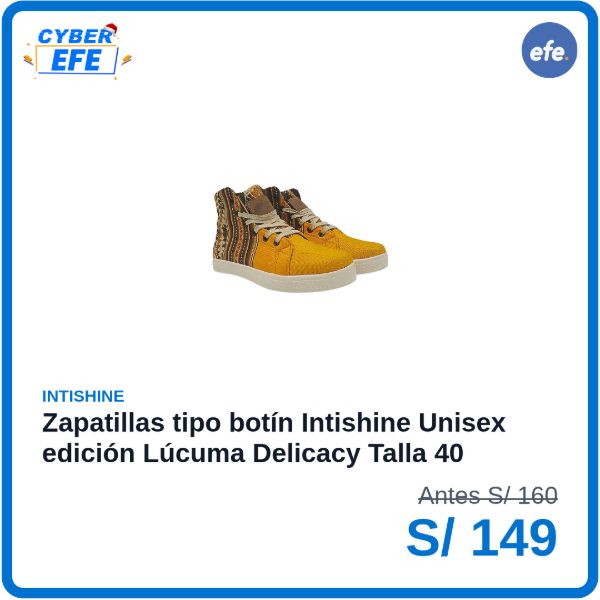 CYBER
EFE
efe.
INTISHINE
Zapatillas tipo botín Intishine Unisex
edición Lúcuma Delicacy Talla 40
Antes S/ 160
S/ 149